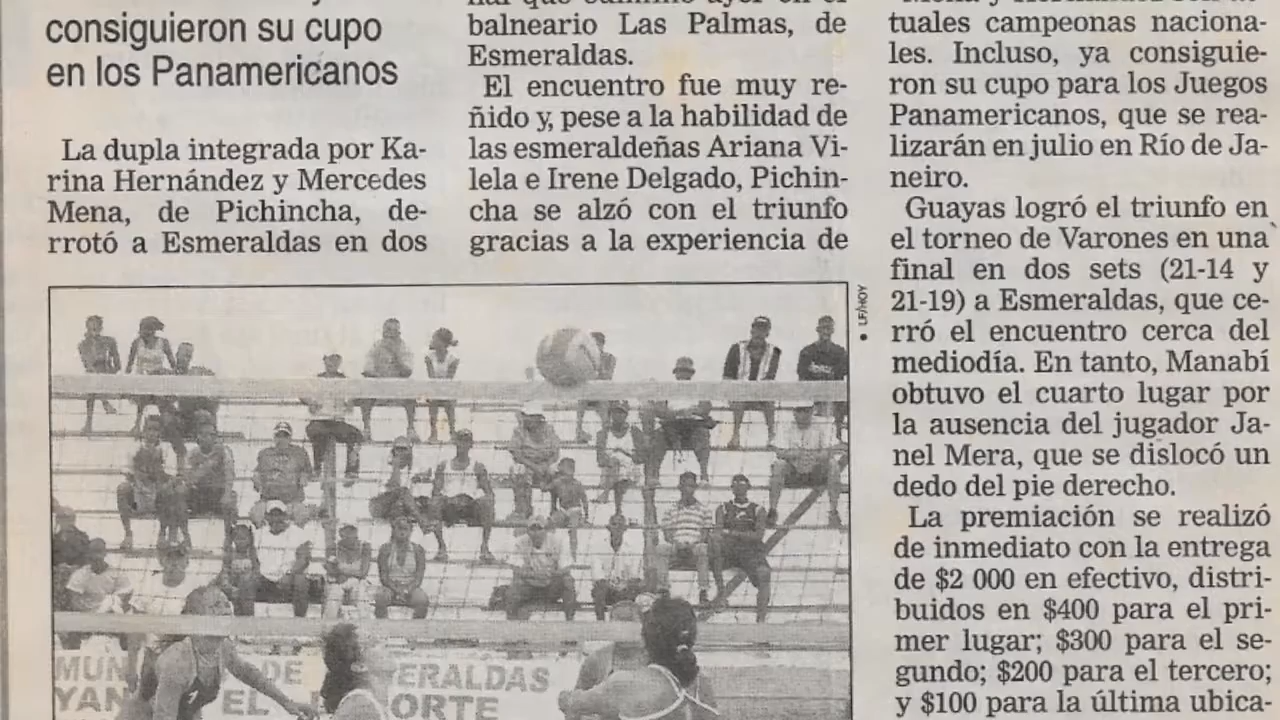 consiguieron su cupo
en los Panamericanos
La dupla integrada por Ka-
rina Hernández y Mercedes
Mena, de Pichincha, de-
rrotó a Esmeraldas en dos
balneario Las Palmas, de
Esmeraldas.
El encuentro fue muy re-
ñido y, pese a la habilidad de
las esmeraldeñas Ariana Vi-
lela e Irene Delgado, Pichin-
cha se alzó con el triunfo
gracias a la experiencia de
• LF/HOY
MUN DE ERALDAS
YAN EL ORTE
tuales campeonas naciona-
les. Incluso, ya consiguie-
ron su cupo para los Juegos
Panamericanos, que se rea-
lizarán en julio en Río de Ja-
neiro.
Guayas logró el triunfo en
el torneo de Varones en una
final en dos sets (21-14 y
21-19) a Esmeraldas, que ce-
rró el encuentro cerca del
mediodía. En tanto, Manabí
obtuvo el cuarto lugar por
la ausencia del jugador Ja-
nel Mera, que se dislocó un
dedo del pie derecho.
La premiación se realizó
de inmediato con la entrega
de $2 000 en efectivo, distri-
buidos en $400 para el pri-
mer lugar; $300 para el se-
gundo; $200 para el tercero;
y $100 para la última ubica-